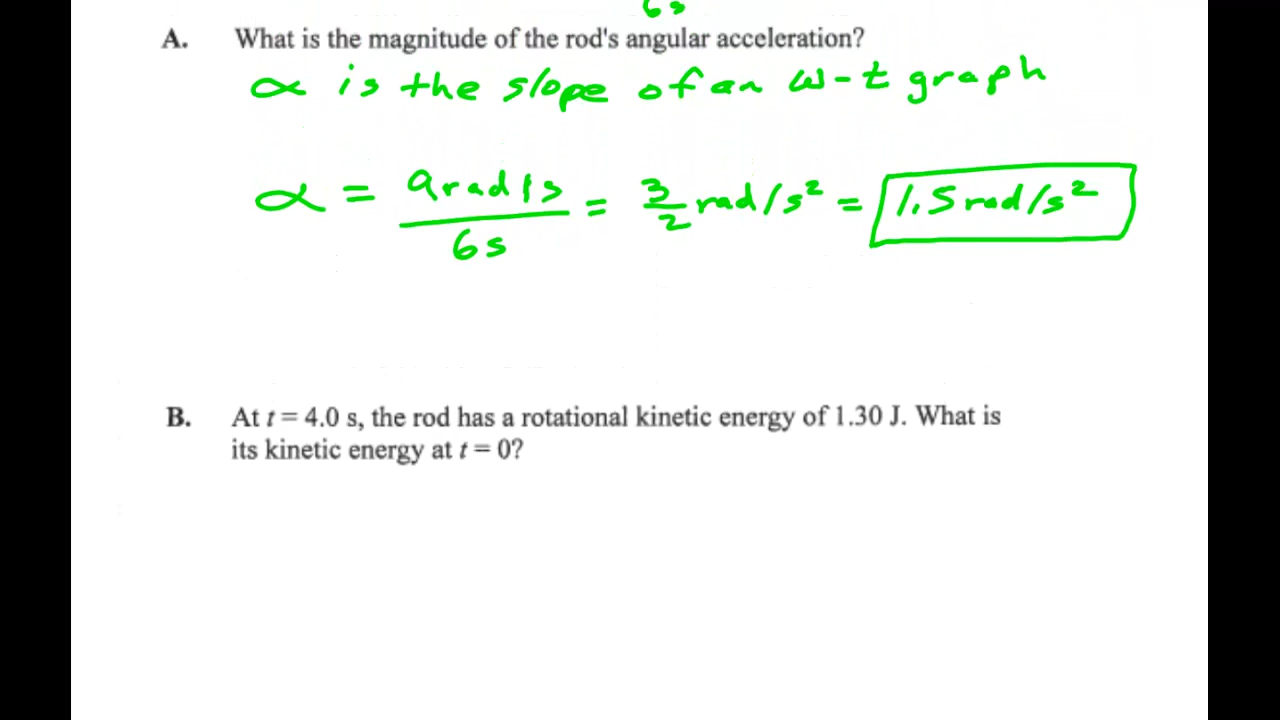 6s
A. What is the magnitude of the rod's angular acceleration?
α is the slope of an ω-t graph
α = 9rad/s / 6s = 3/2 rad/s² = 1.5 rad/s²
B. At t = 4.0 s, the rod has a rotational kinetic energy of 1.30 J. What is
its kinetic energy at t = 0?